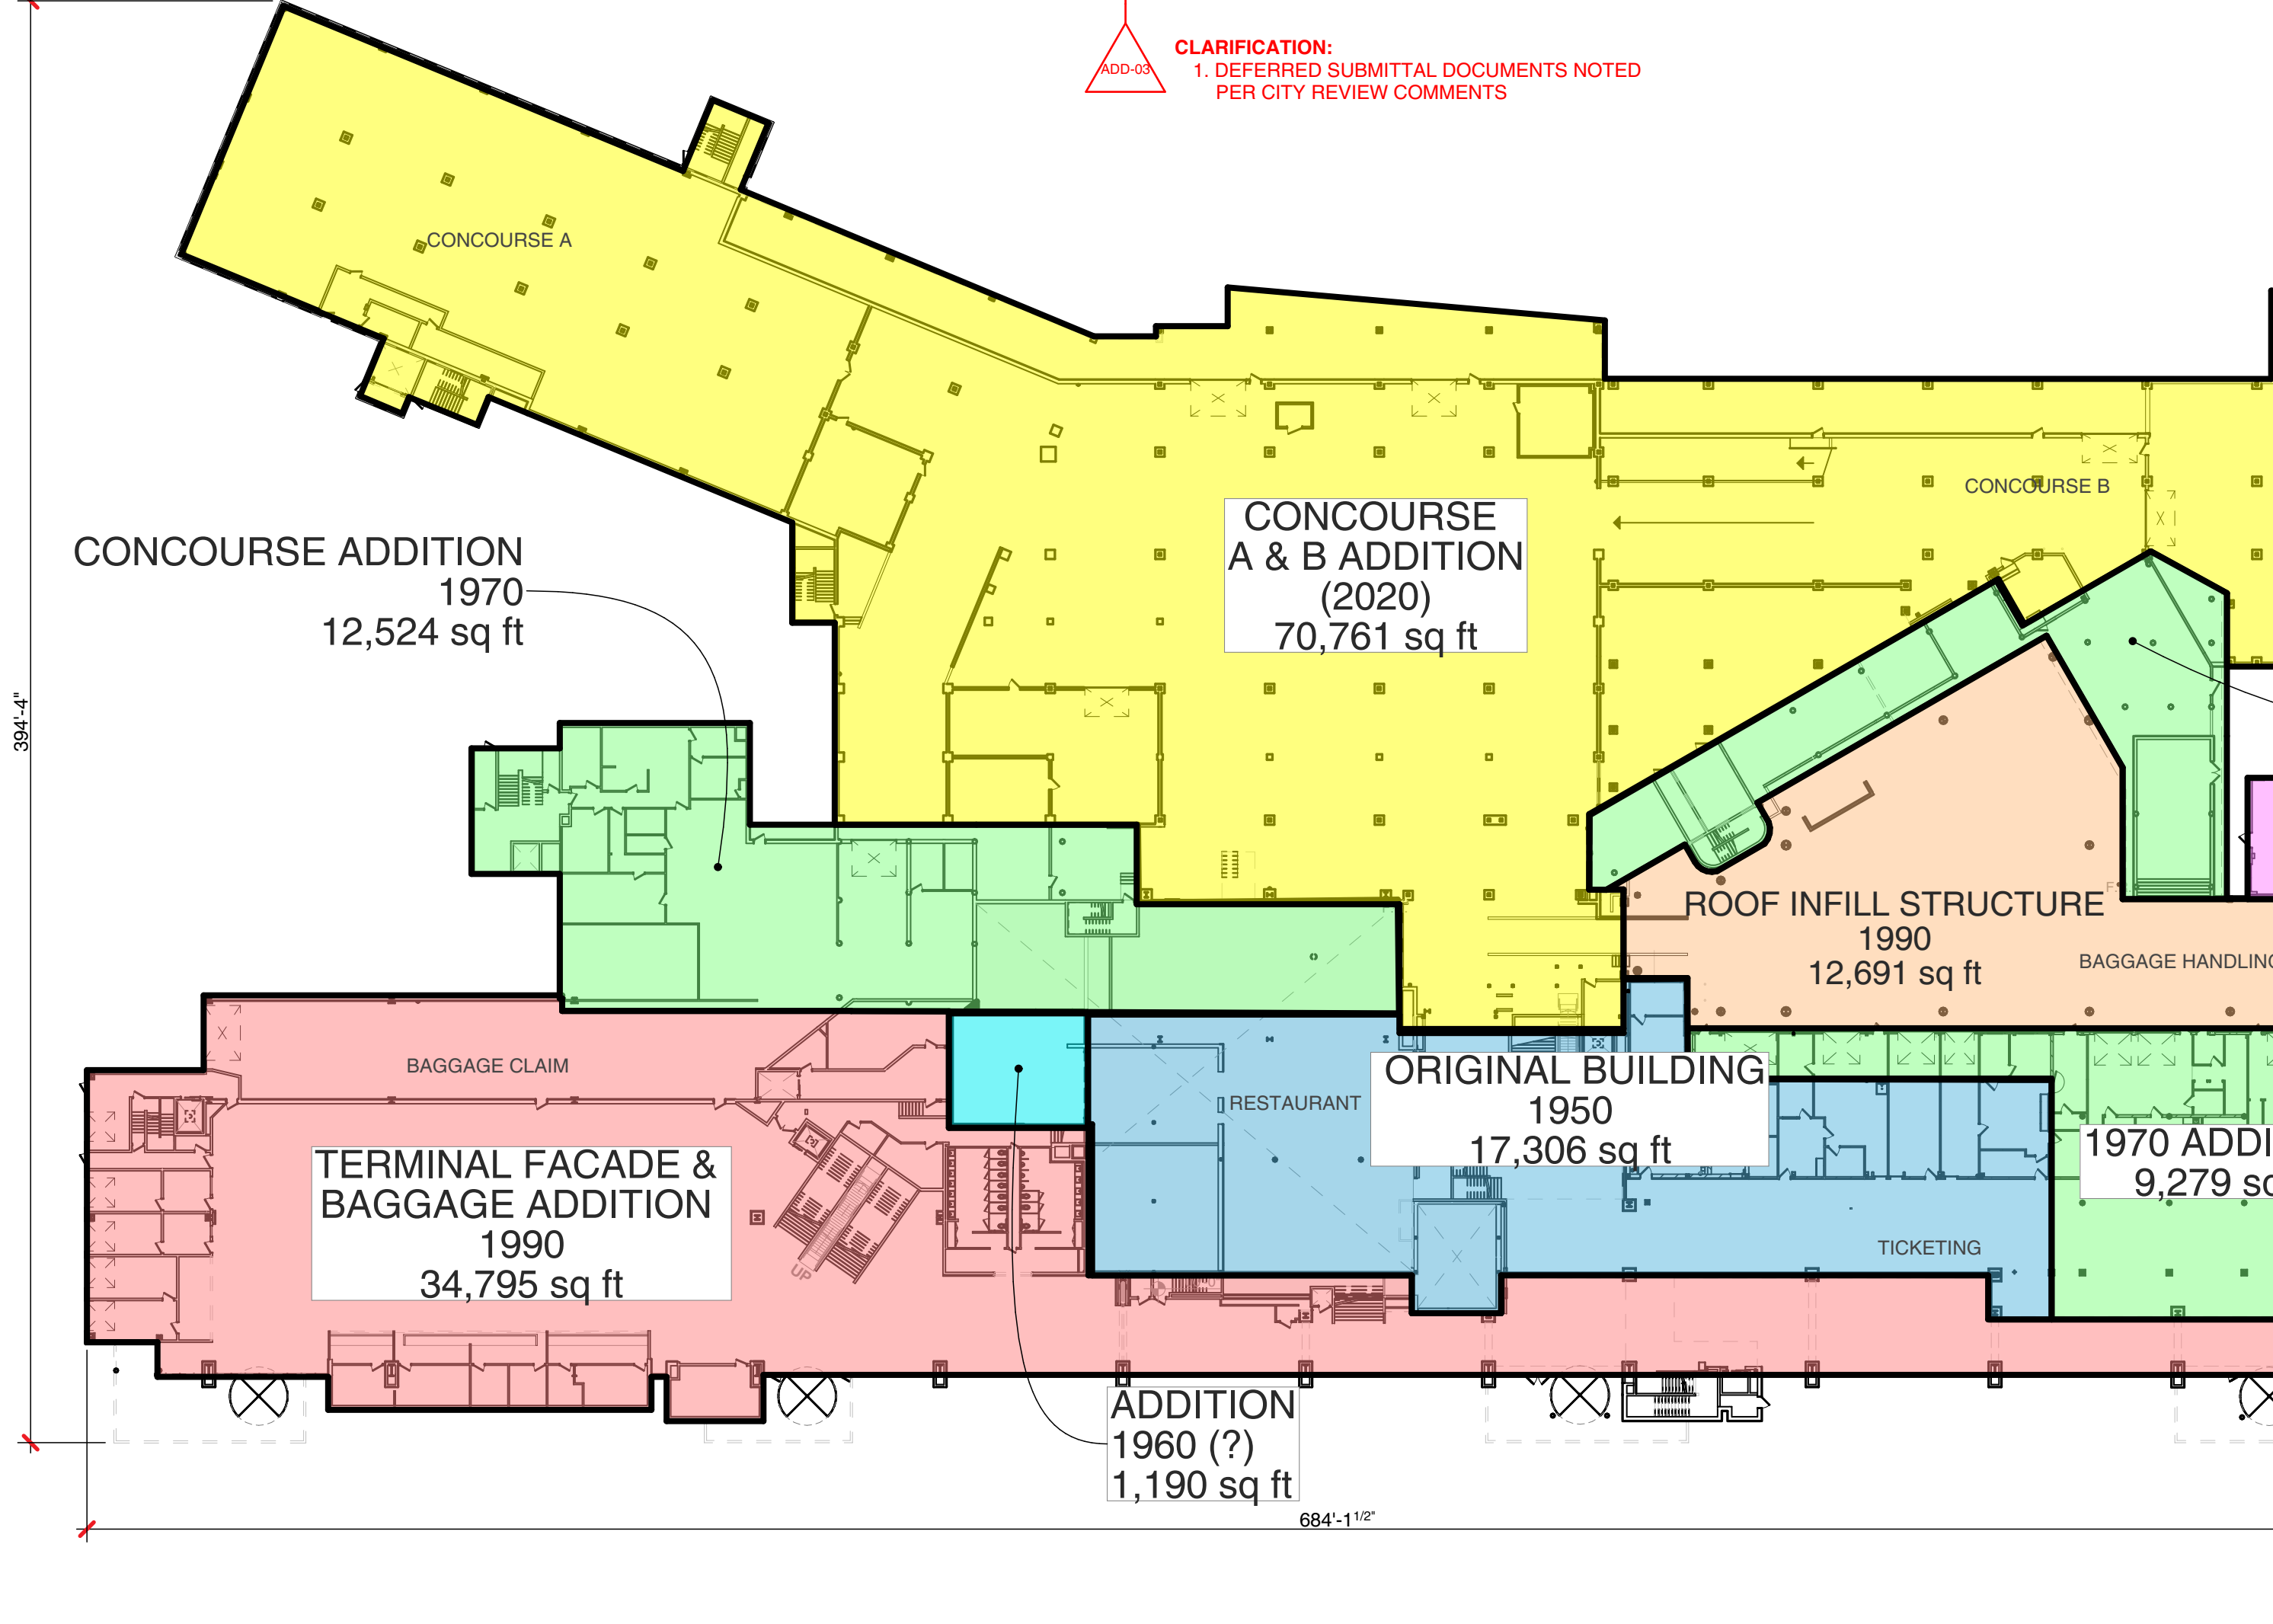 CLARIFICATION:
ADD-03
1. DEFERRED SUBMITTAL DOCUMENTS NOTED
PER CITY REVIEW COMMENTS
CONCOURSE A
CONCOURSE B
CONCOURSE
A & B ADDITION
(2020)
70,761 sq ft
CONCOURSE ADDITION
1970
12,524 sq ft
394'-4"
ROOF INFILL STRUCTURE
1990
12,691 sq ft
BAGGAGE HANDLING
BAGGAGE CLAIM
RESTAURANT
ORIGINAL BUILDING
1950
17,306 sq ft
TERMINAL FACADE &
BAGGAGE ADDITION
1990
34,795 sq ft
UP
1970 ADDI
9,279 sq
TICKETING
ADDITION
1960 (?)
1,190 sq ft
684'-1 1/2"